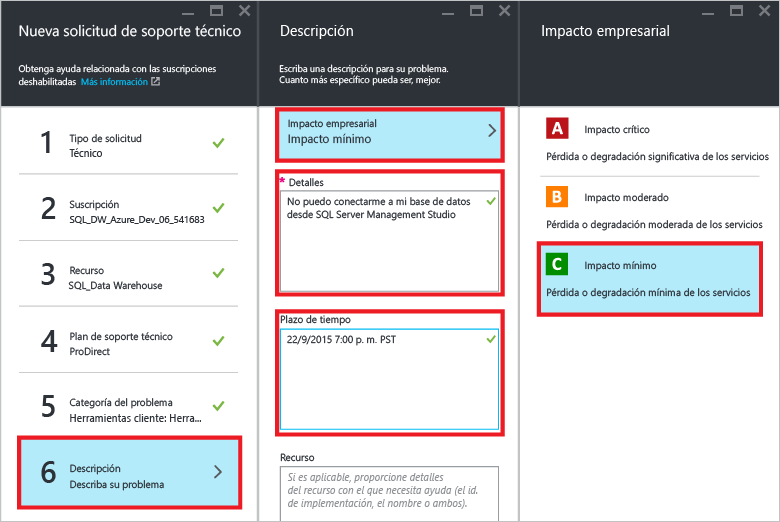 Nueva solicitud de soporte técnico
Obtenga ayuda relacionada con las suscripciones
deshabilitadas Más información
1
Tipo de solicitud
Técnico
2
Suscripción
SQL_DW_Azure_Dev_06_541683
3
Recurso
SQL_Data Warehouse
4
Plan de soporte técnico
ProDirect
5
Categoría del problema
Herramientas cliente: Herra...
6
Descripción
Describa su problema
Descripción
Escriba una descripción para su problema.
Cuanto más específico pueda ser, mejor.
Impacto empresarial
Impacto mínimo
* Detalles
No puedo conectarme a mi base de datos
desde SQL Server Management Studio
Plazo de tiempo
22/9/2015 7:00 p. m. PST
Recurso
Si es aplicable, proporcione detalles
del recurso con el que necesita ayuda (el id.
de implementación, el nombre o ambos).
Impacto empresarial
A Impacto crítico
Pérdida o degradación significativa de los servicios
B Impacto moderado
Pérdida o degradación moderada de los servicios
C Impacto mínimo
Pérdida o degradación mínima de los servicios